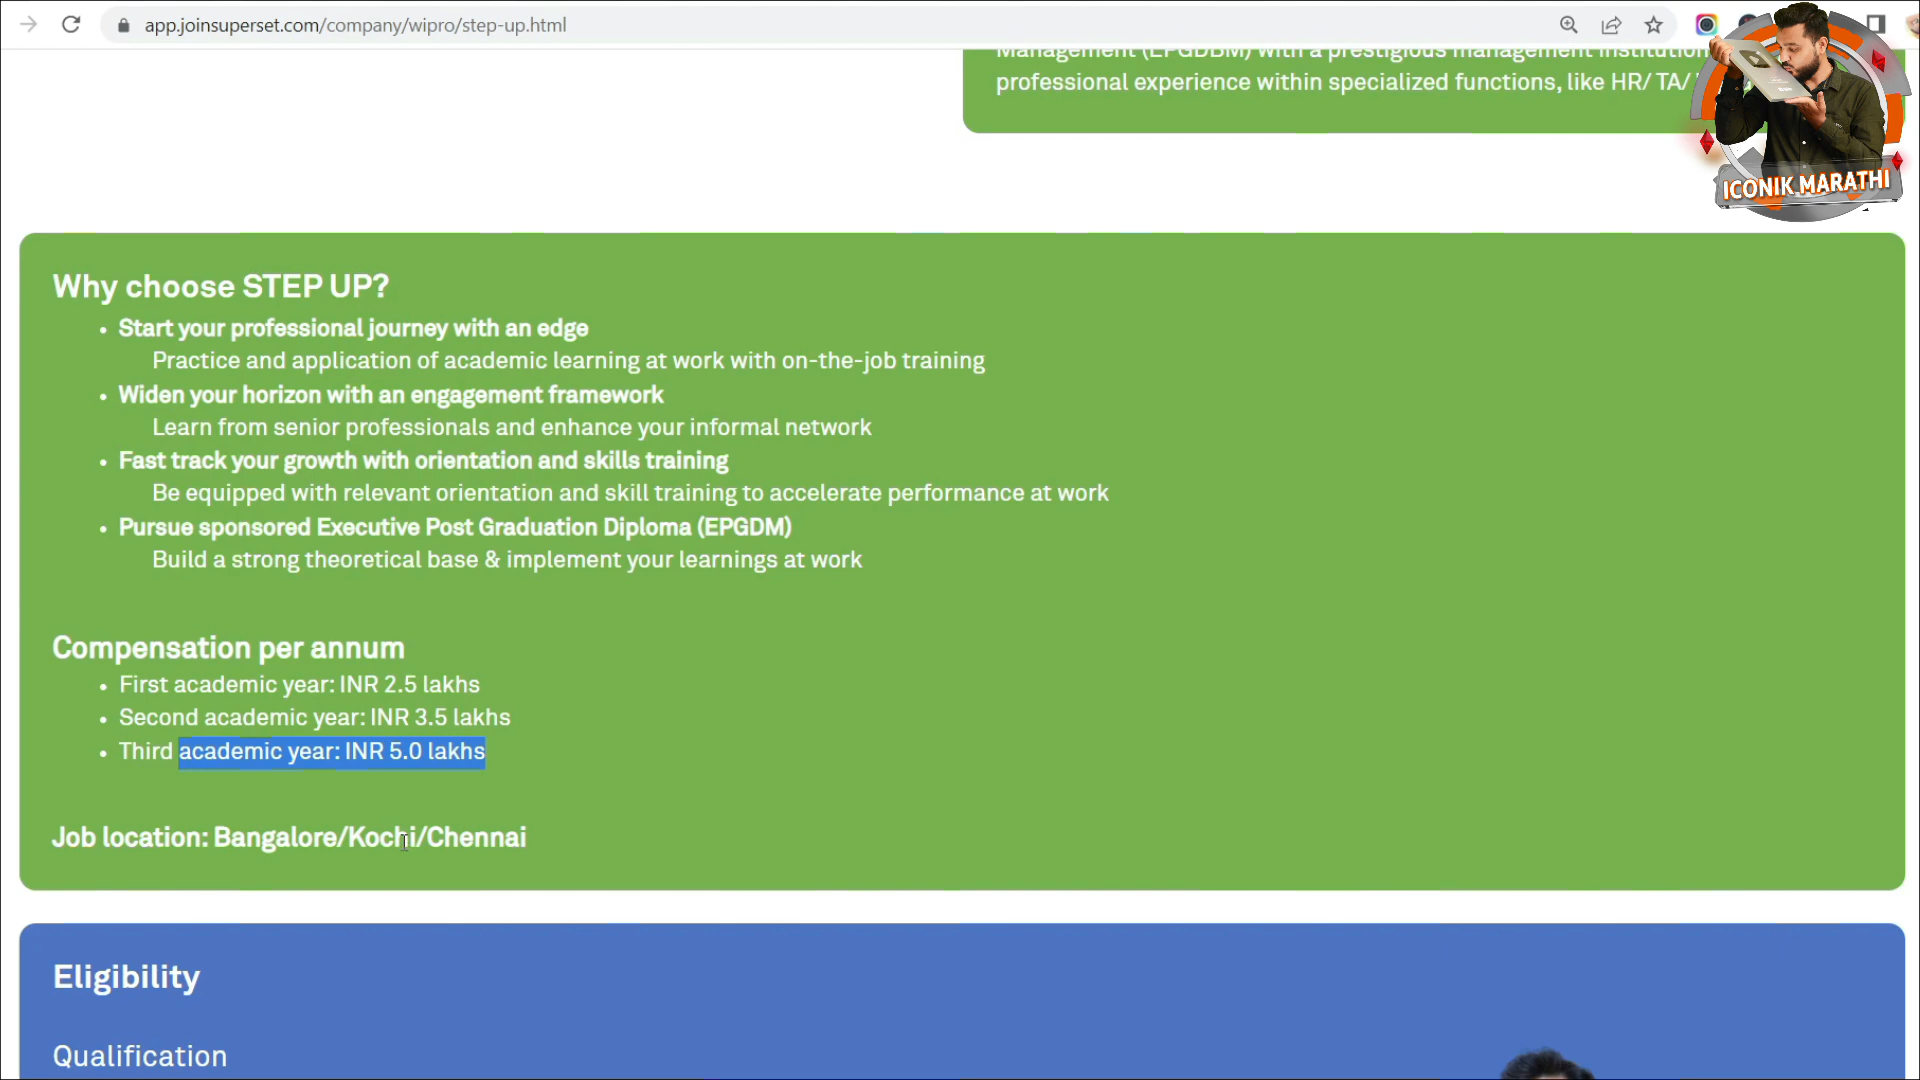 app.joinsuperset.com/company/wipro/step-up.html
Management (EPGDBM) with a prestigious management institution
professional experience within specialized functions, like HR/ TA/
ICONIK MARATHI
Why choose STEP UP?
• Start your professional journey with an edge
Practice and application of academic learning at work with on-the-job training
• Widen your horizon with an engagement framework
Learn from senior professionals and enhance your informal network
• Fast track your growth with orientation and skills training
Be equipped with relevant orientation and skill training to accelerate performance at work
• Pursue sponsored Executive Post Graduation Diploma (EPGDM)
Build a strong theoretical base & implement your learnings at work
Compensation per annum
• First academic year: INR 2.5 lakhs
• Second academic year: INR 3.5 lakhs
• Third academic year: INR 5.0 lakhs
Job location: Bangalore/Kochi/Chennai
Eligibility
Qualification